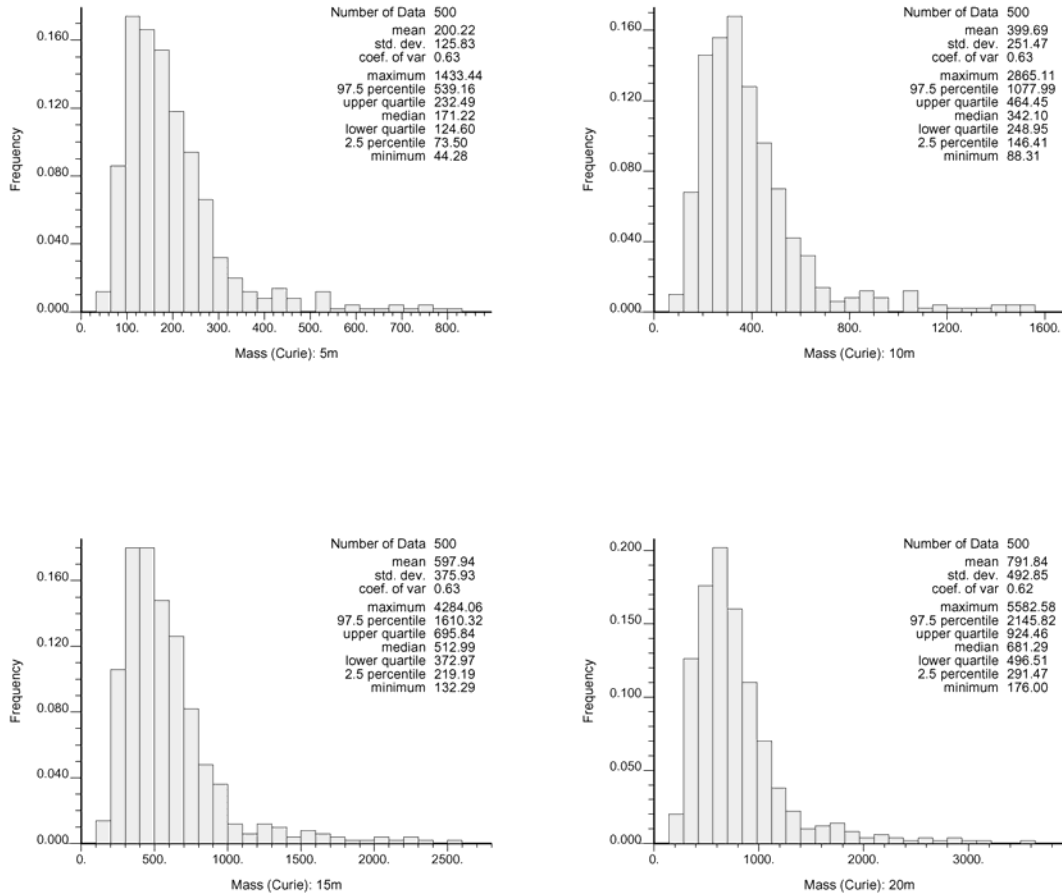 Number of Data 500
mean 200.22
std. dev. 125.83
coef. of var 0.63
maximum 1433.44
97.5 percentile 539.16
upper quartile 232.49
median 171.22
lower quartile 124.60
2.5 percentile 73.50
minimum 44.28
Frequency
0.160
0.120
0.080
0.040
0.000
0. 100. 200. 300. 400. 500. 600. 700. 800.
Mass (Curie): 5m
Number of Data 500
mean 399.69
std. dev. 251.47
coef. of var 0.63
maximum 2865.11
97.5 percentile 1077.99
upper quartile 464.45
median 342.10
lower quartile 248.95
2.5 percentile 146.41
minimum 88.31
Frequency
0.160
0.120
0.080
0.040
0.000
0. 400. 800. 1200. 1600.
Mass (Curie): 10m
Number of Data 500
mean 597.94
std. dev. 375.93
coef. of var 0.63
maximum 4284.06
97.5 percentile 1610.32
upper quartile 695.84
median 512.99
lower quartile 372.97
2.5 percentile 219.19
minimum 132.29
Frequency
0.160
0.120
0.080
0.040
0.000
0. 500. 1000. 1500. 2000. 2500.
Mass (Curie): 15m
Number of Data 500
mean 791.84
std. dev. 492.85
coef. of var 0.62
maximum 5582.58
97.5 percentile 2145.82
upper quartile 924.46
median 681.29
lower quartile 496.51
2.5 percentile 291.47
minimum 176.00
Frequency
0.200
0.150
0.100
0.050
0.000
0. 1000. 2000. 3000.
Mass (Curie): 20m